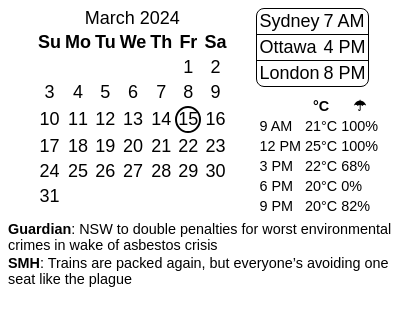 March 2024
Su Mo Tu We Th Fr Sa
1 2
3 4 5 6 7 8 9
10 11 12 13 14 15 16
17 18 19 20 21 22 23
24 25 26 27 28 29 30
31
Sydney 7 AM
Ottawa 4 PM
London 8 PM
°C ☂
9 AM 21°C 100%
12 PM 25°C 100%
3 PM 22°C 68%
6 PM 20°C 0%
9 PM 20°C 82%
Guardian: NSW to double penalties for worst environmental
crimes in wake of asbestos crisis
SMH: Trains are packed again, but everyone’s avoiding one
seat like the plague